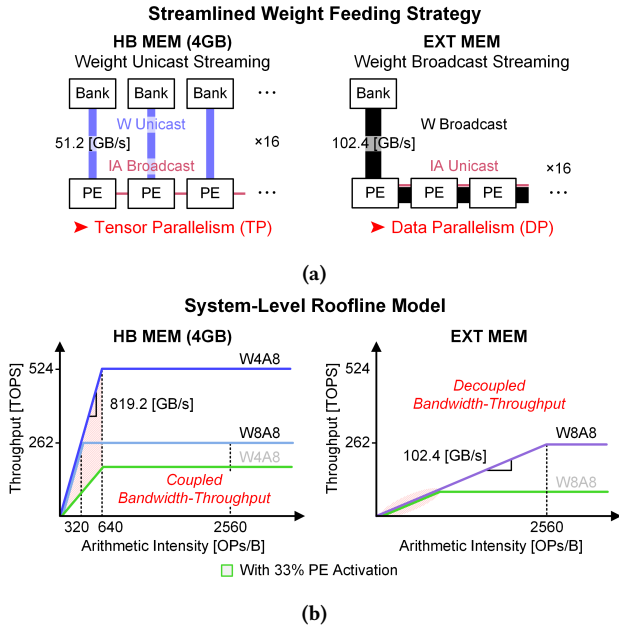 Streamlined Weight Feeding Strategy
HB MEM (4GB)
Weight Unicast Streaming
Bank
Bank
Bank
...
W Unicast
51.2 [GB/s]
×16
IA Broadcast
PE
PE
PE
...
➤ Tensor Parallelism (TP)
EXT MEM
Weight Broadcast Streaming
Bank
W Broadcast
102.4 [GB/s]
IA Unicast
×16
PE
PE
PE
...
➤ Data Parallelism (DP)
(a)
System-Level Roofline Model
HB MEM (4GB)
Throughput [TOPS]
524
262
W4A8
819.2 [GB/s]
W8A8
W4A8
Coupled
Bandwidth-Throughput
320
640
2560
Arithmetic Intensity [OPs/B]
EXT MEM
Throughput [TOPS]
524
262
Decoupled
Bandwidth-Throughput
W8A8
102.4 [GB/s]
W8A8
2560
Arithmetic Intensity [OPs/B]
With 33% PE Activation
(b)